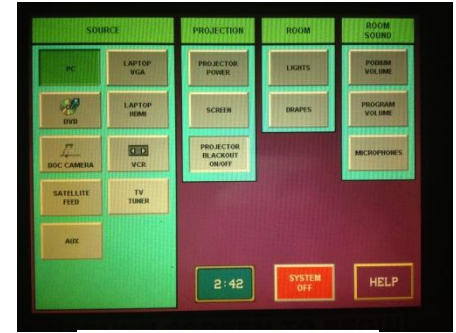 SOURCE
PROJECTION
ROOM
ROOM
SOUND
PC
LAPTOP
VGA
PROJECTOR
POWER
LIGHTS
PODIUM
VOLUME
DVD
LAPTOP
HDMI
SCREEN
DRAPES
PROGRAM
VOLUME
DOC CAMERA
VCR
PROJECTOR
BLACKOUT
ON/OFF
MICROPHONES
SATELLITE
FEED
TV
TUNER
AUX
2:42
SYSTEM
OFF
HELP